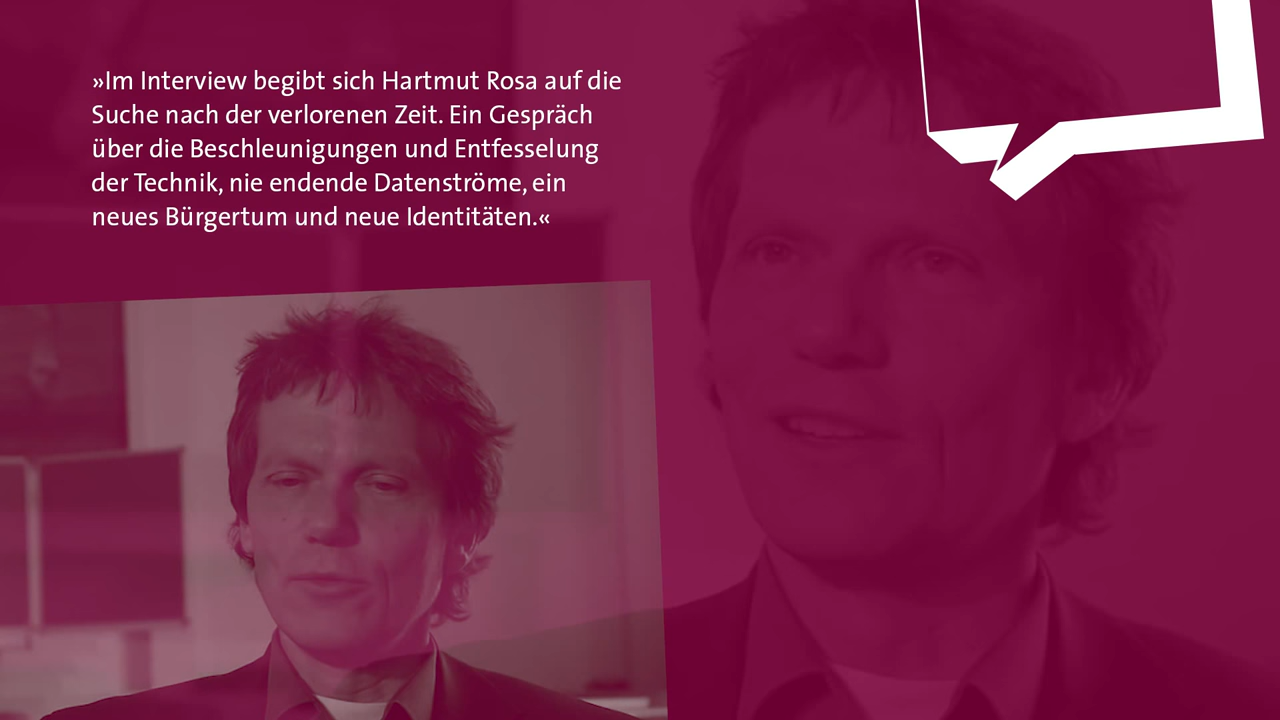 »Im Interview begibt sich Hartmut Rosa auf die
Suche nach der verlorenen Zeit. Ein Gespräch
über die Beschleunigungen und Entfesselung
der Technik, nie endende Datenströme, ein
neues Bürgertum und neue Identitäten.«